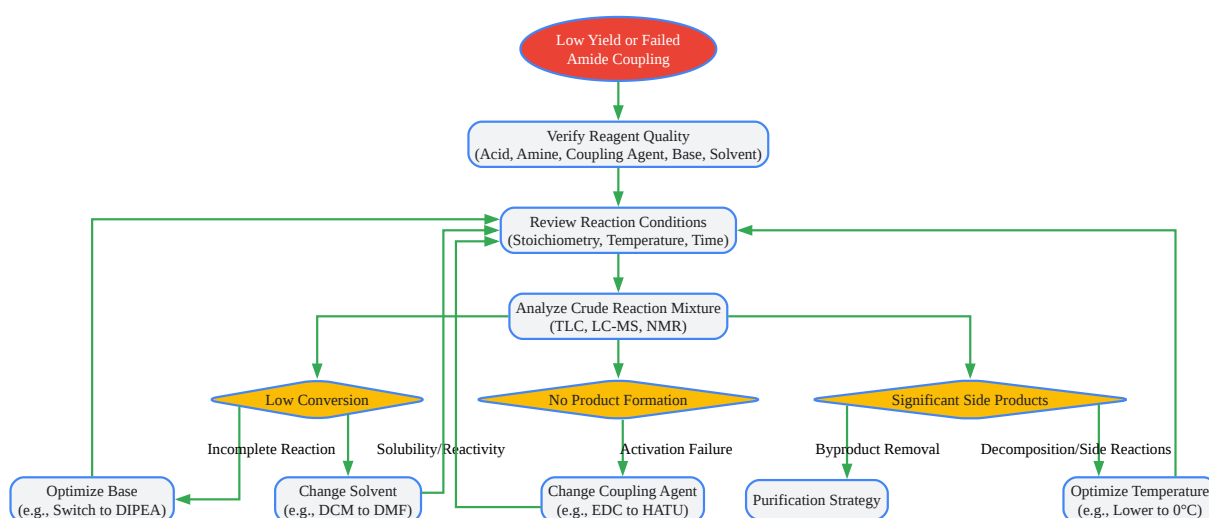 Low Yield or Failed
Amide Coupling
Verify Reagent Quality
(Acid, Amine, Coupling Agent, Base, Solvent)
Review Reaction Conditions
(Stoichiometry, Temperature, Time)
Analyze Crude Reaction Mixture
(TLC, LC-MS, NMR)
Low Conversion
No Product Formation
Significant Side Products
Incomplete Reaction
Solubility/Reactivity
Activation Failure
Byproduct Removal
Decomposition/Side Reactions
Optimize Base
(e.g., Switch to DIPEA)
Change Solvent
(e.g., DCM to DMF)
Change Coupling Agent
(e.g., EDC to HATU)
Purification Strategy
Optimize Temperature
(e.g., Lower to 0°C)